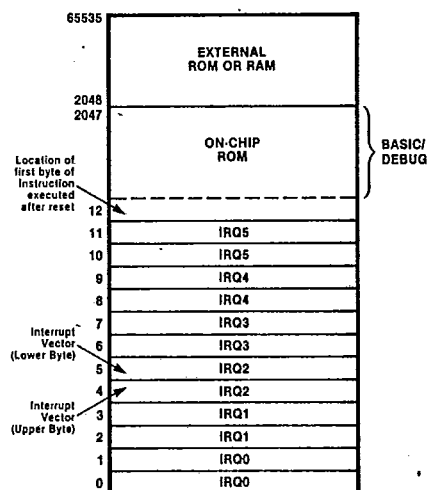 65535
EXTERNAL
ROM OR RAM
2048
2047
ON-CHIP
ROM
BASIC/
DEBUG
Location of
first byte of
Instruction
executed
after reset
12
11 IRQ5
10 IRQ5
9 IRQ4
8 IRQ4
7 IRQ3
6 IRQ3
Interrupt
Vector
(Lower Byte)
5 IRQ2
4 IRQ2
Interrupt
Vector
(Upper Byte)
3 IRQ1
2 IRQ1
1 IRQ0
0 IRQ0